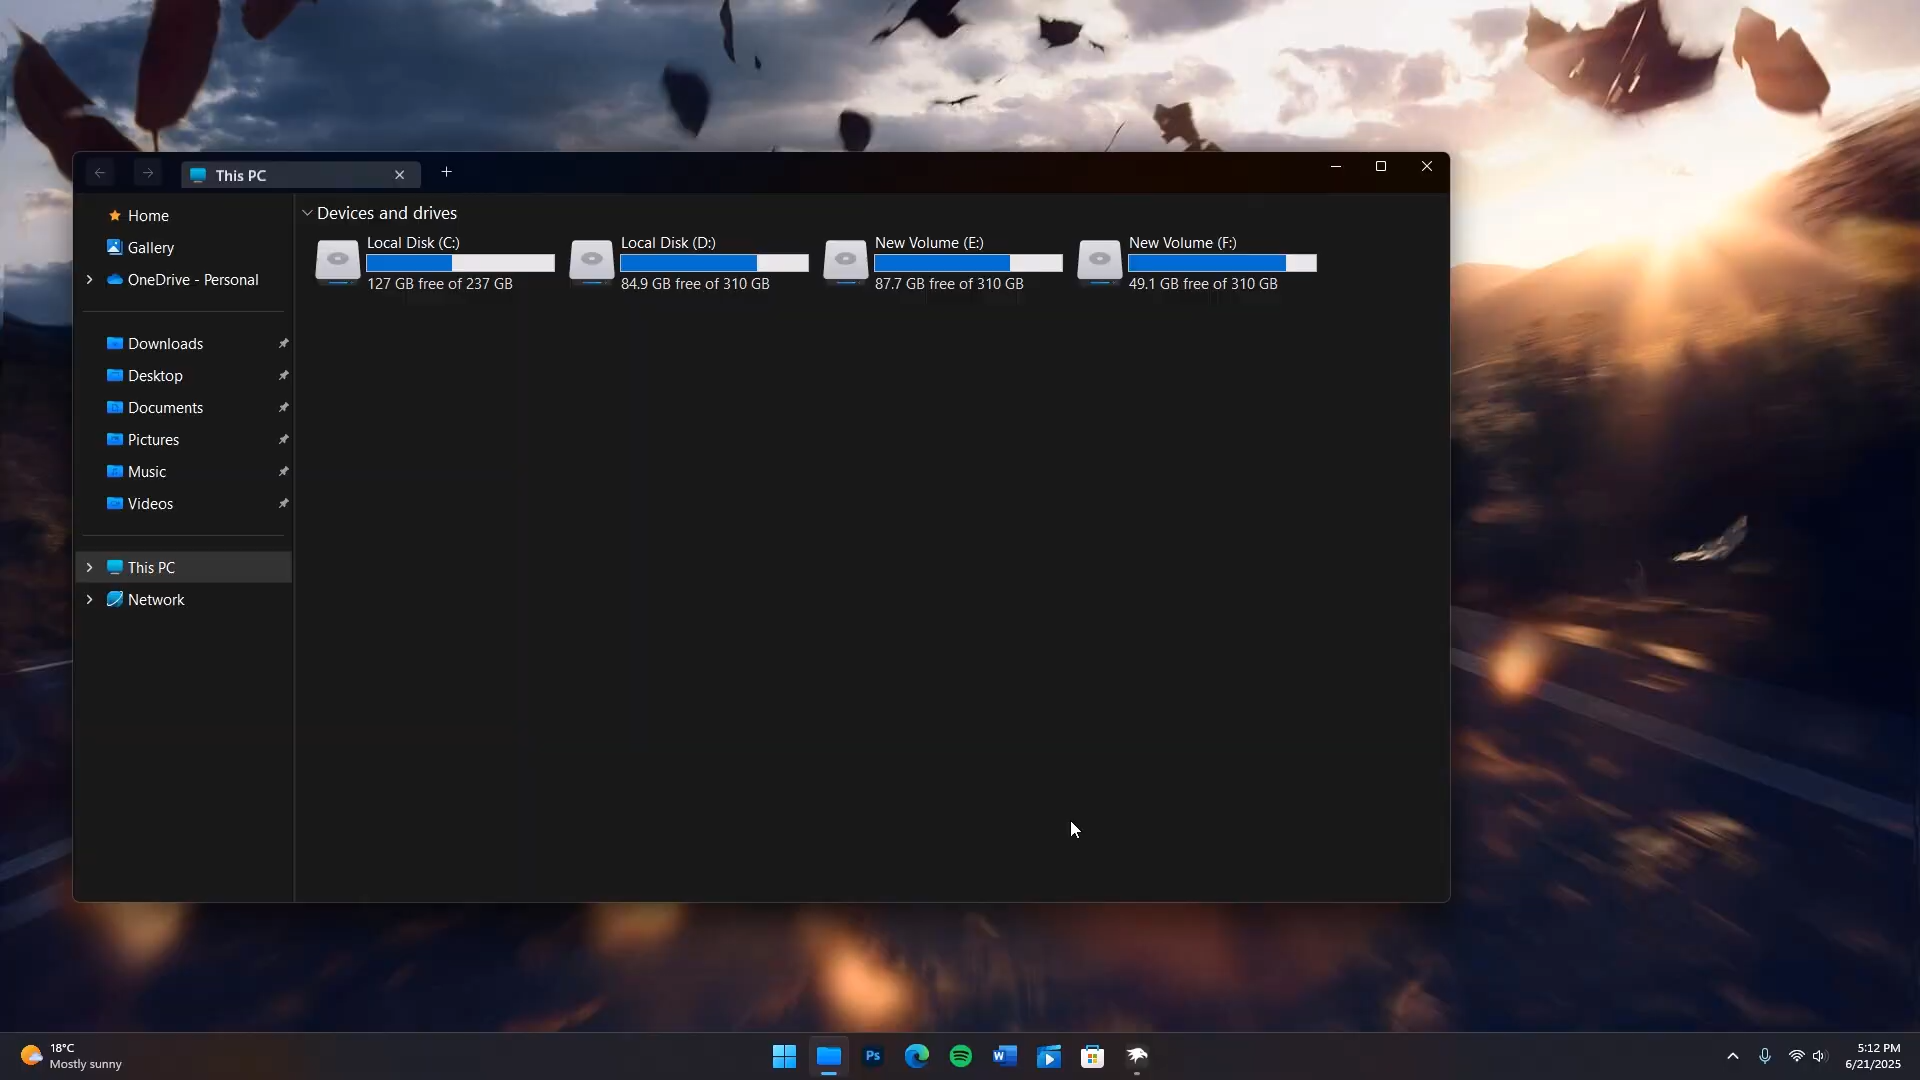 This PC
Home
Gallery
OneDrive - Personal
Downloads
Desktop
Documents
Pictures
Music
Videos
This PC
Network
Devices and drives
Local Disk (C:)
127 GB free of 237 GB
Local Disk (D:)
84.9 GB free of 310 GB
New Volume (E:)
87.7 GB free of 310 GB
New Volume (F:)
49.1 GB free of 310 GB
18°C
Mostly sunny
Ps
W
5:12 PM
6/21/2025